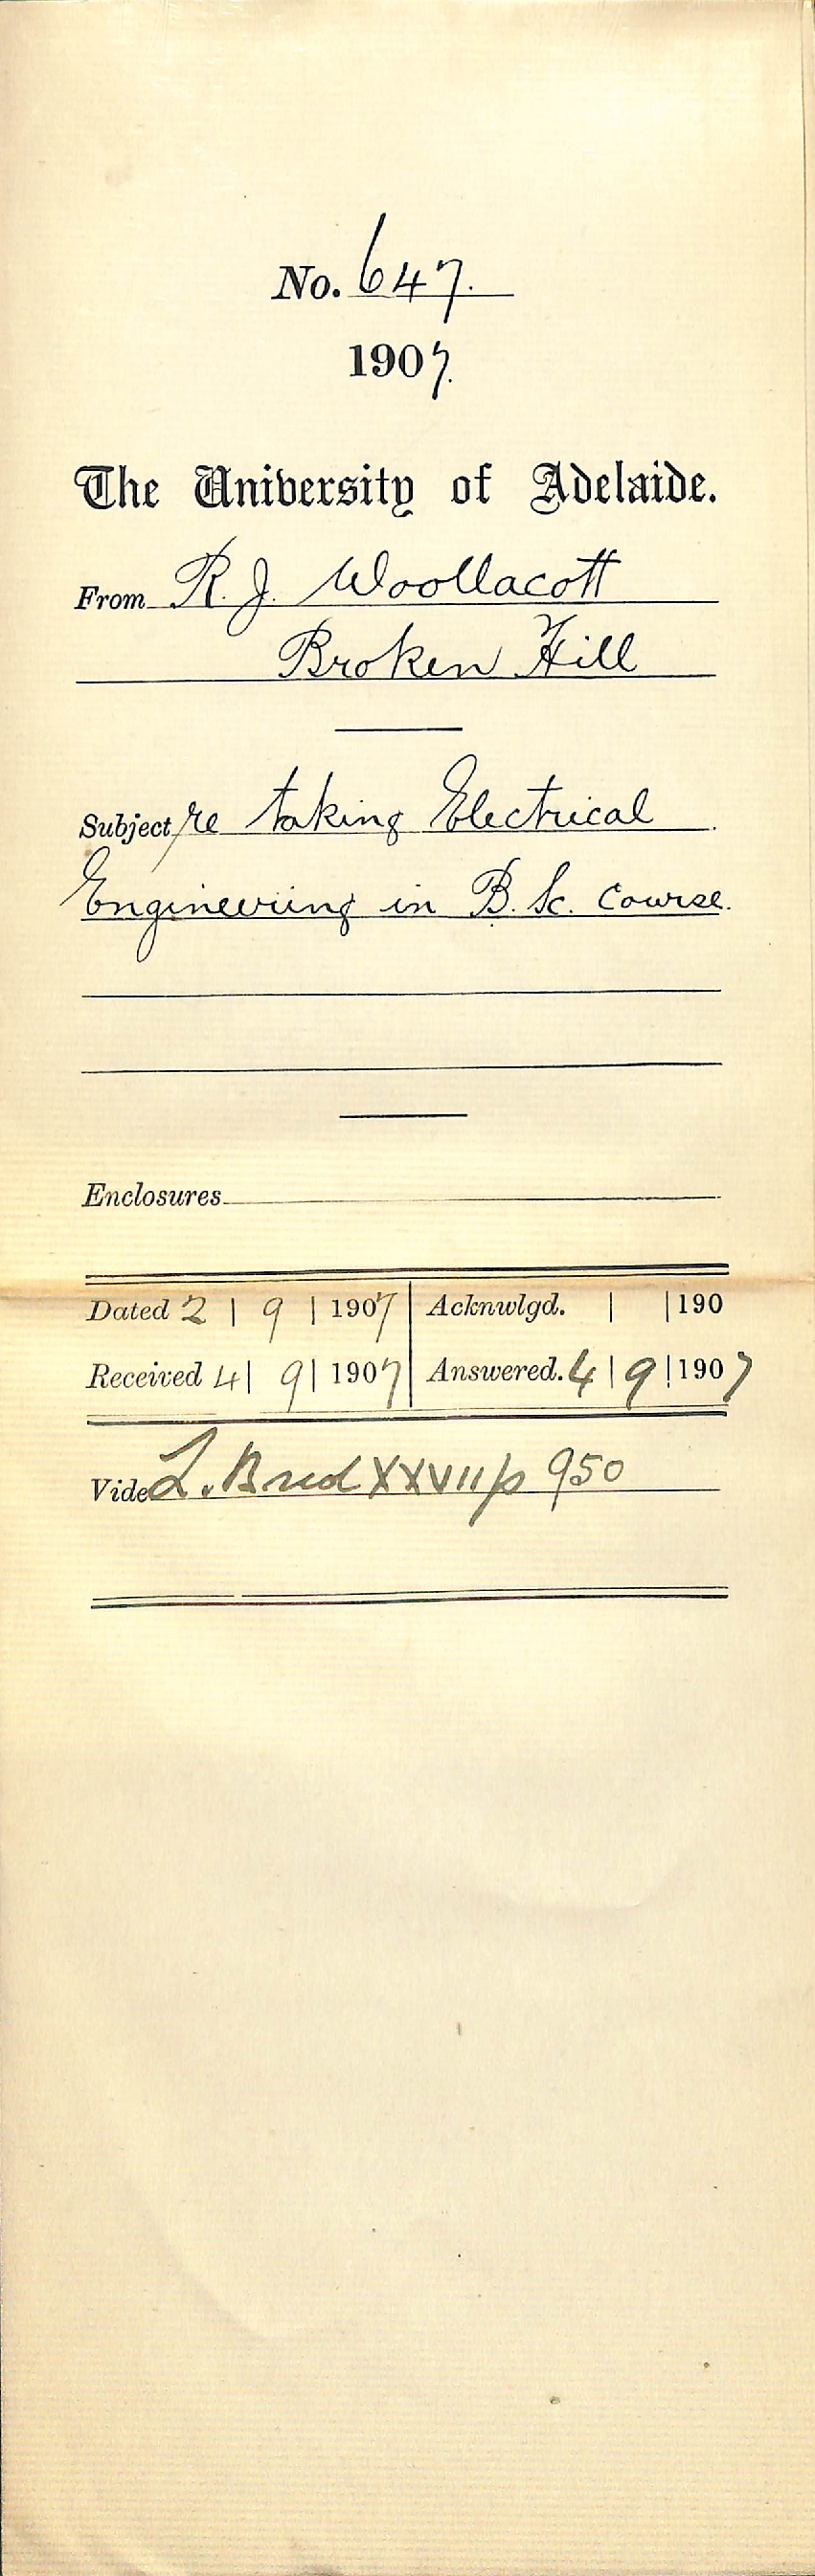 No. 647.
1907.
The University of Adelaide.
From R. J. Woollacott
Broken Hill
Subject re taking Electrical
Engineering in B. Sc. Course.
Enclosures
Dated 2 | 9 | 1907 Acknwlgd. | | 190
Received 4 | 9 | 1907 Answered. 4 | 9 | 1907
Vide L. B XXVII p 950